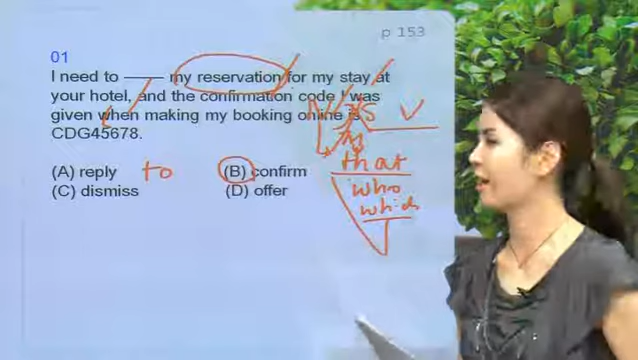 p 153
01
I need to ____ my reservation for my stay at
your hotel, and the confirmation code I was
given when making my booking online is
CDG45678.
(A) reply to (B) confirm
(C) dismiss (D) offer
N S V
that
who
which